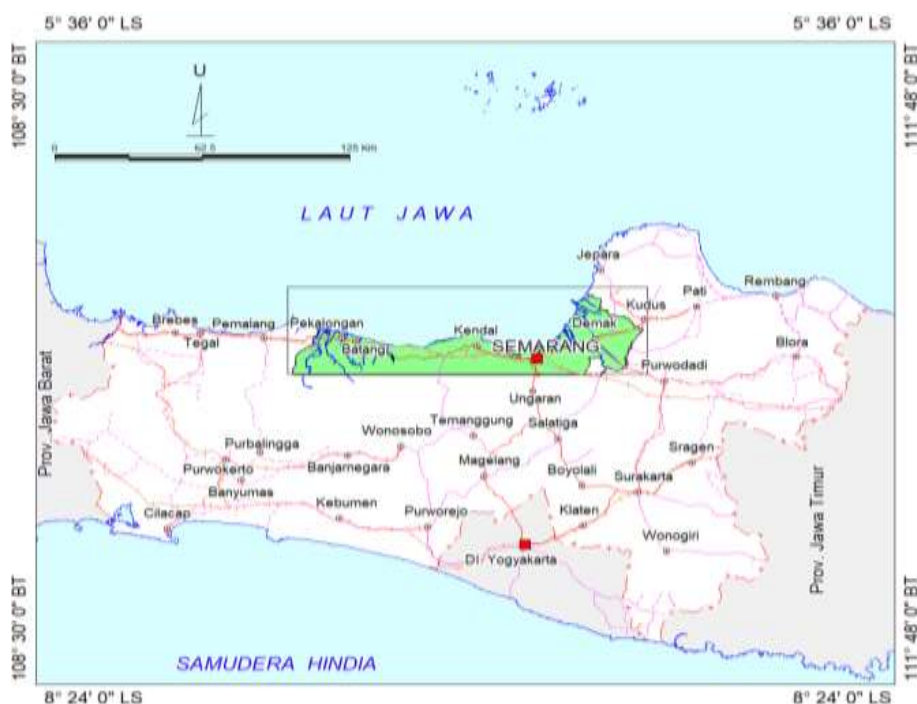 5° 36' 0" LS
5° 36' 0" LS
108° 30' 0" BT
111° 48' 0" BT
U
0
62.5
125 Km
LAUT JAWA
Jepara
Rembang
Pati
Kudus
Brebes
Pemalang
Pekalongan
Kendal
Demak
Tegal
Batang
SEMARANG
Blora
Purwodadi
Ungaran
Prov. Jawa Barat
Temanggung
Salatiga
Wonosobo
Purbalingga
Sragen
Purwokerto
Banjarnegara
Magelang
Boyolali
Surakarta
Banyumas
Kebumen
Cilacap
Purworejo
Klaten
Wonogiri
DI Yogyakarta
Prov. Jawa Timur
108° 30' 0" BT
111° 48' 0" BT
SAMUDERA HINDIA
8° 24' 0" LS
8° 24' 0" LS